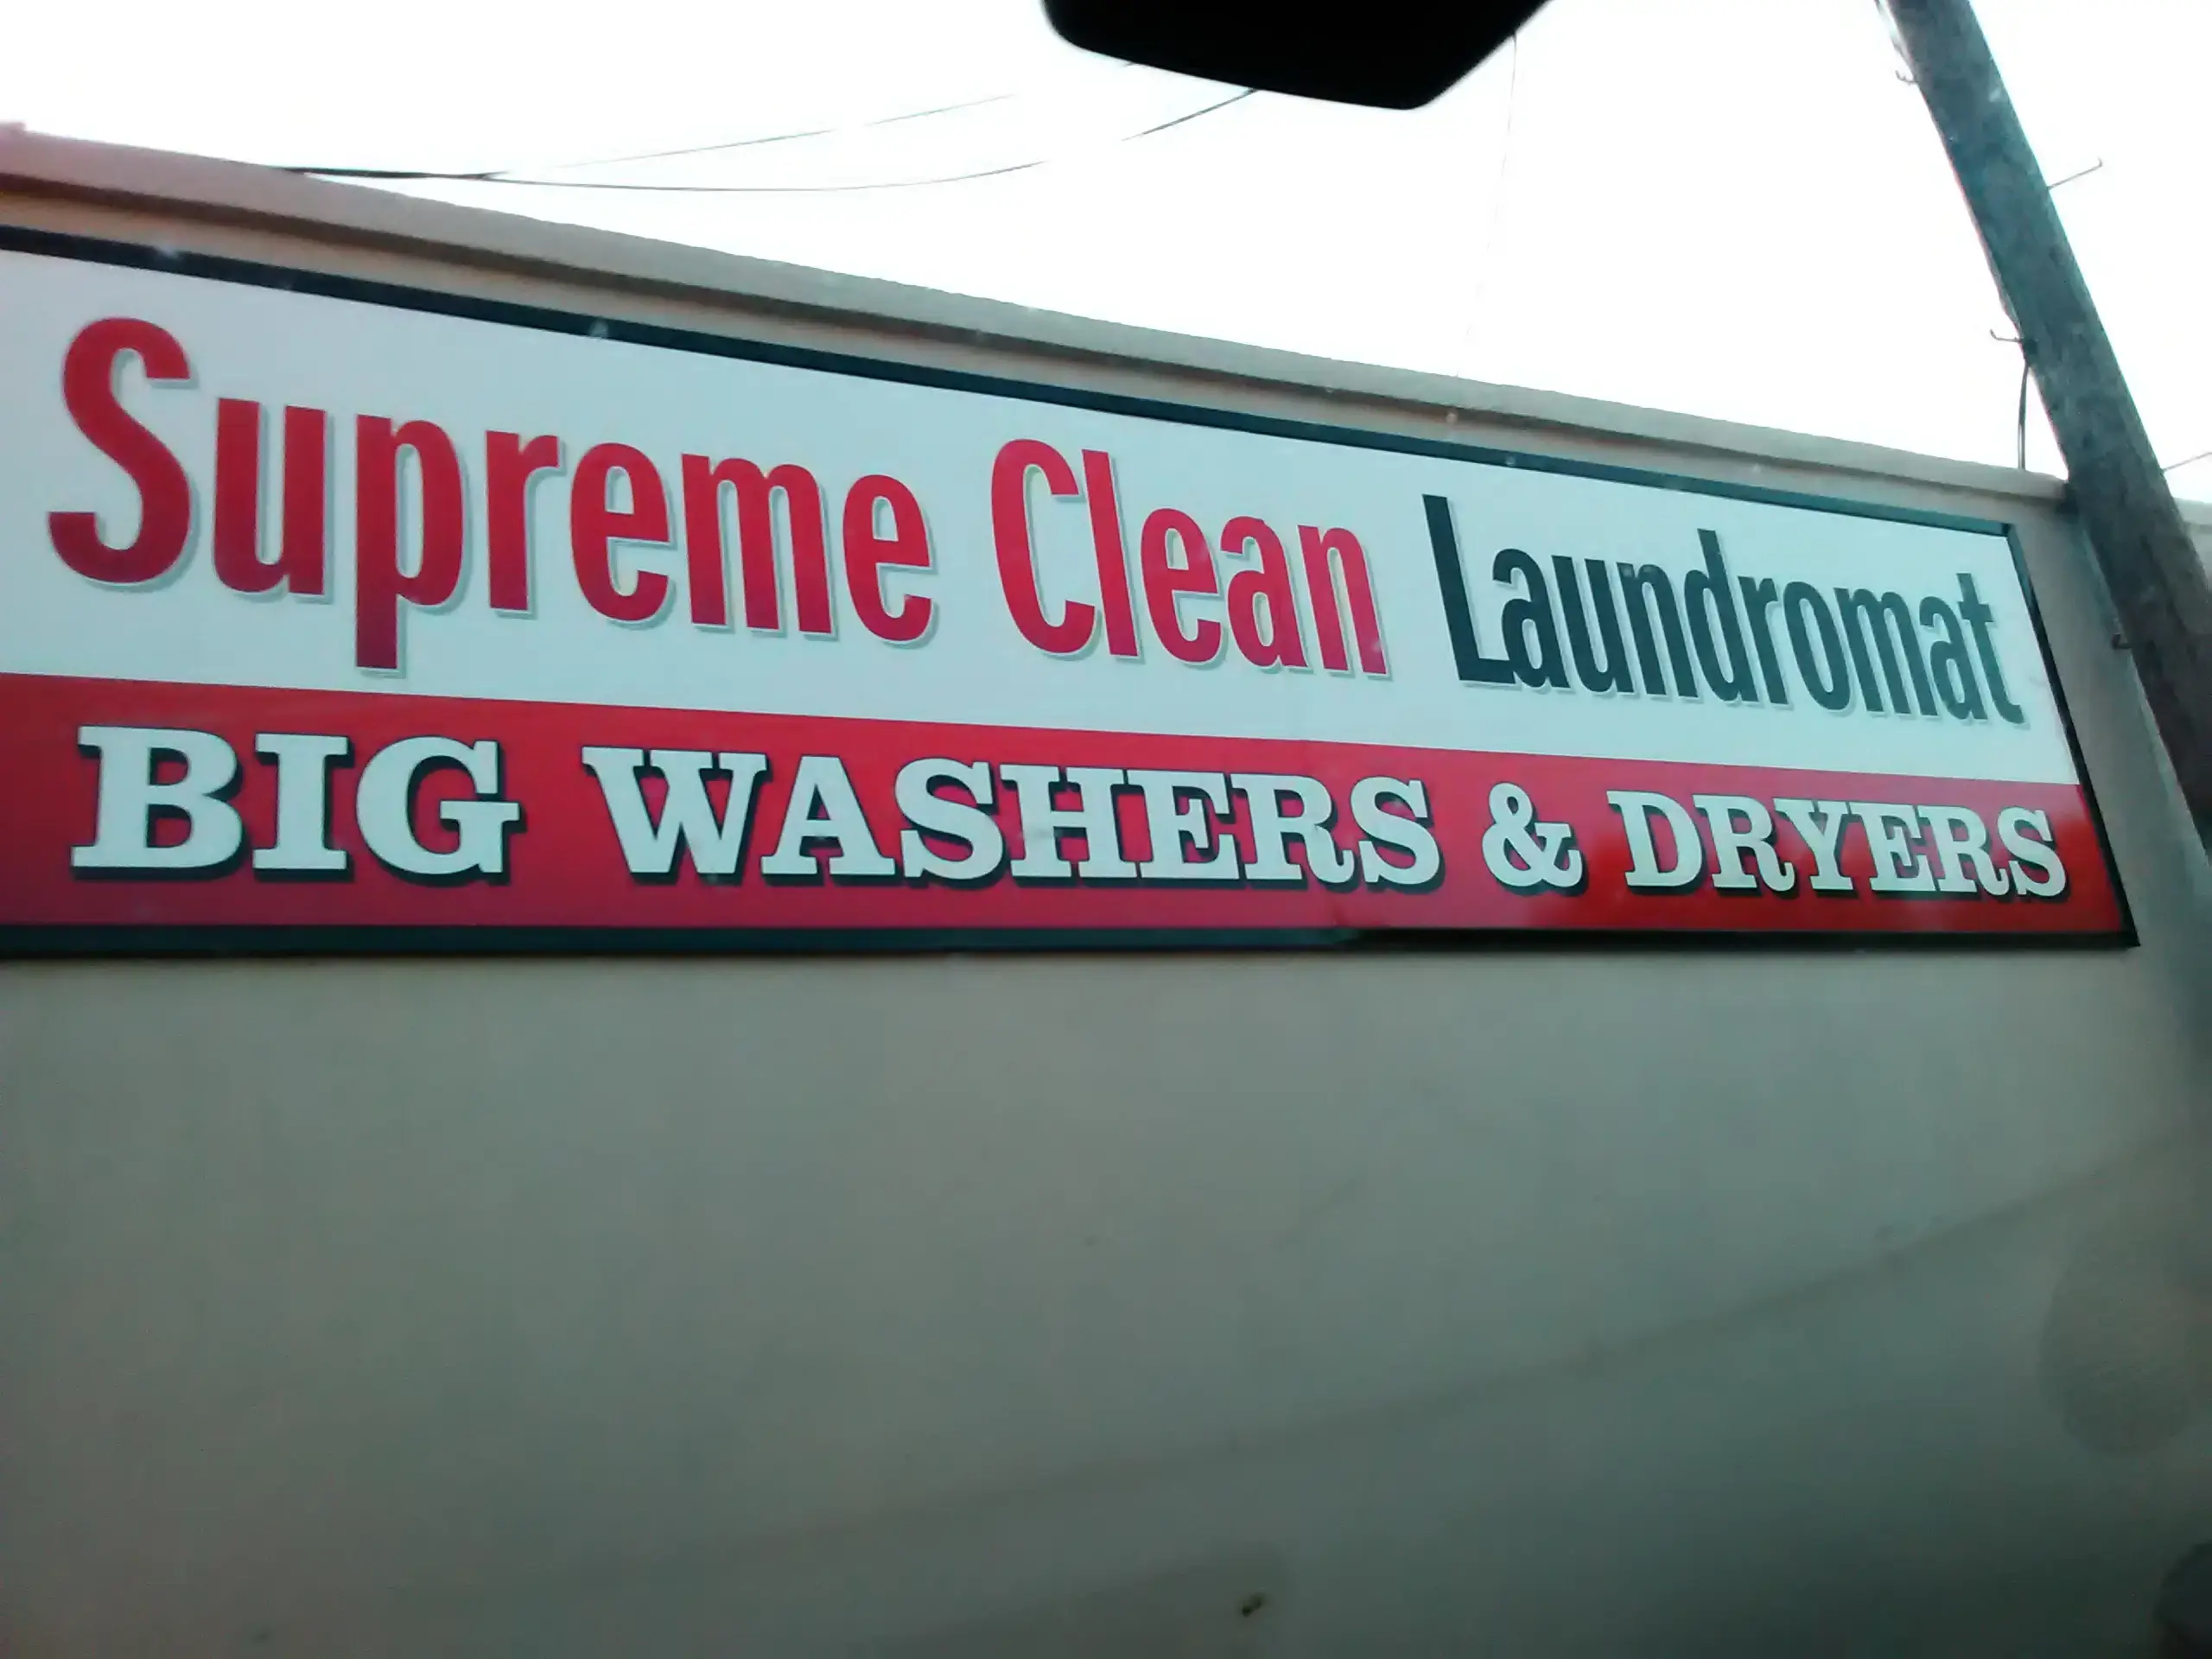 Supreme Clean Laundromat
BIG WASHERS & DRYERS